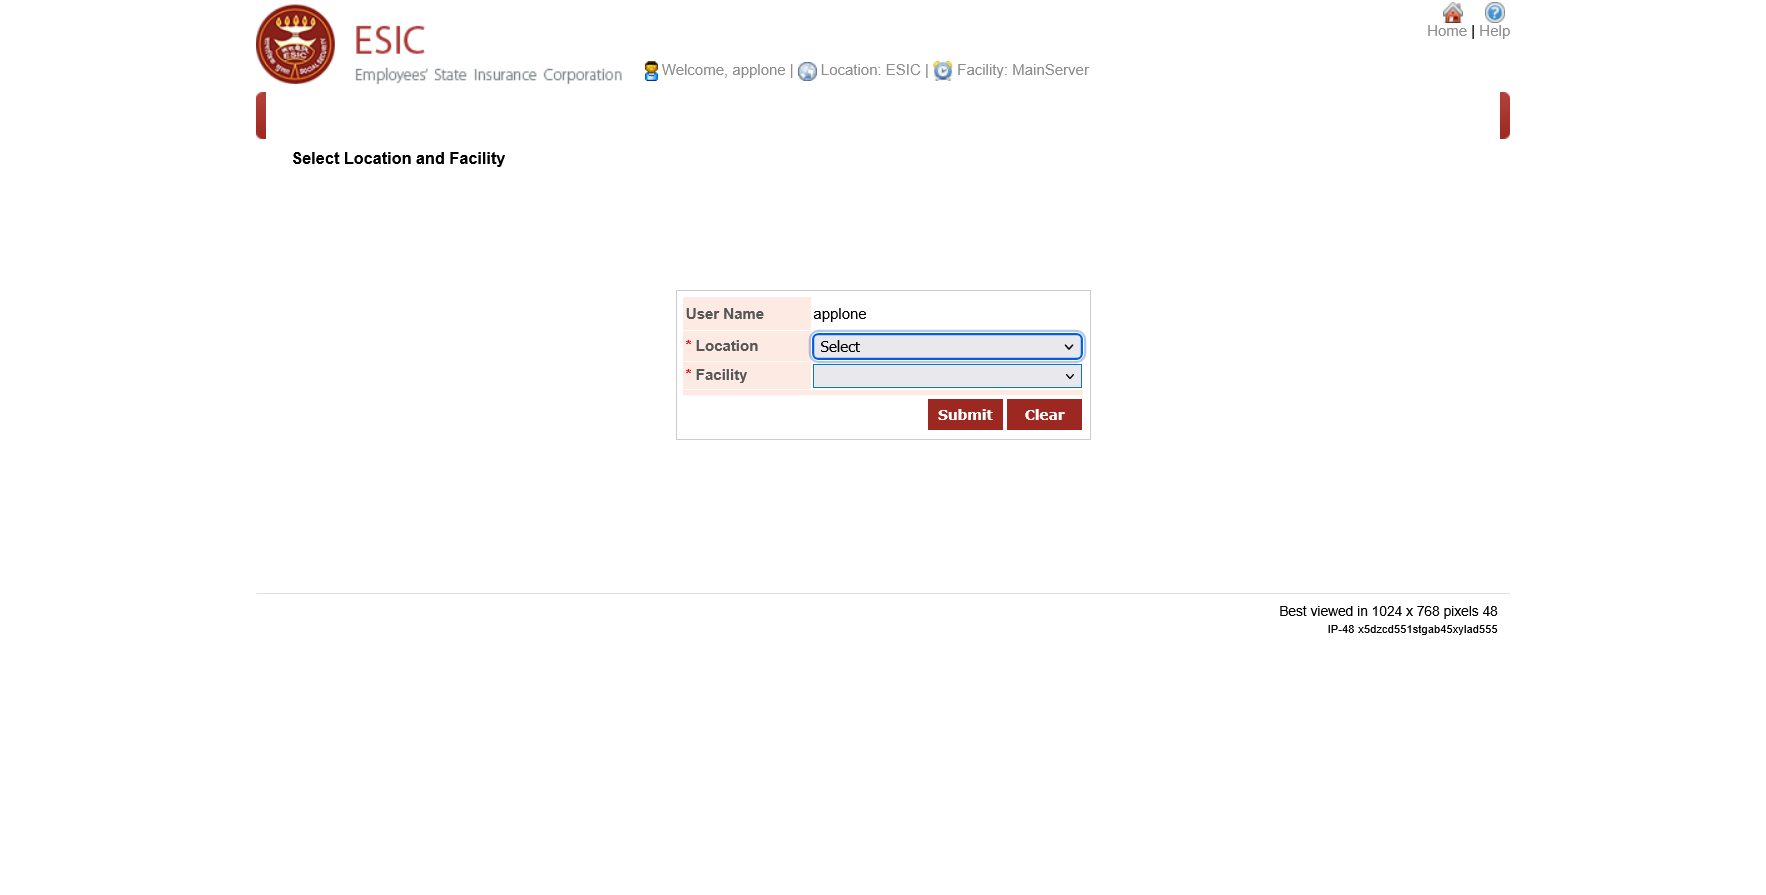 Home | Help
ESIC
Employees' State Insurance Corporation
Welcome, applone | Location: ESIC | Facility: MainServer
Select Location and Facility
User Name applone
* Location Select
* Facility
Submit Clear
Best viewed in 1024 x 768 pixels 48
IP-48 x5dzcd551stgab45xylad555